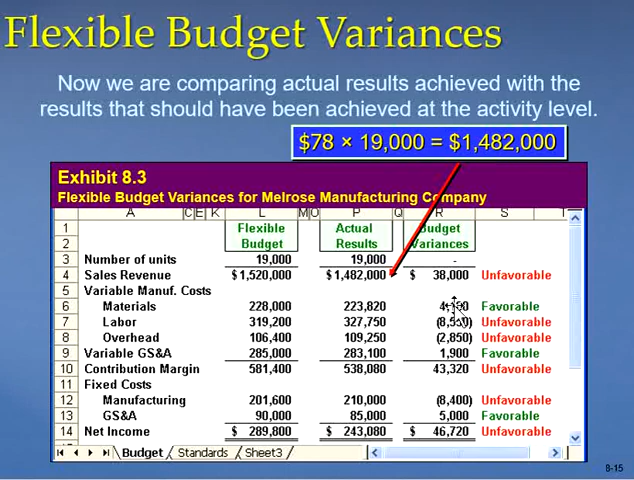 Flexible Budget Variances
Now we are comparing actual results achieved with the
results that should have been achieved at the activity level.
$78 × 19,000 = $1,482,000
Exhibit 8.3
Flexible Budget Variances for Melrose Manufacturing Company
A C E K L M O P Q R S T
1 Flexible Actual Budget
2 Budget Results Variances
3 Number of units 19,000 19,000 -
4 Sales Revenue $1,520,000 $1,482,000 $ 38,000 Unfavorable
5 Variable Manuf. Costs
6 Materials 228,000 223,820 Favorable
7 Labor 319,200 327,750 Unfavorable
8 Overhead 106,400 109,250 (2,850) Unfavorable
9 Variable GS&A 285,000 283,100 1,900 Favorable
10 Contribution Margin 581,400 538,080 43,320 Unfavorable
11 Fixed Costs
12 Manufacturing 201,600 210,000 (8,400) Unfavorable
13 GS&A 90,000 85,000 5,000 Favorable
14 Net Income $ 289,800 $ 243,080 $ 46,720 Unfavorable
Budget / Standards / Sheet3 /
8-15